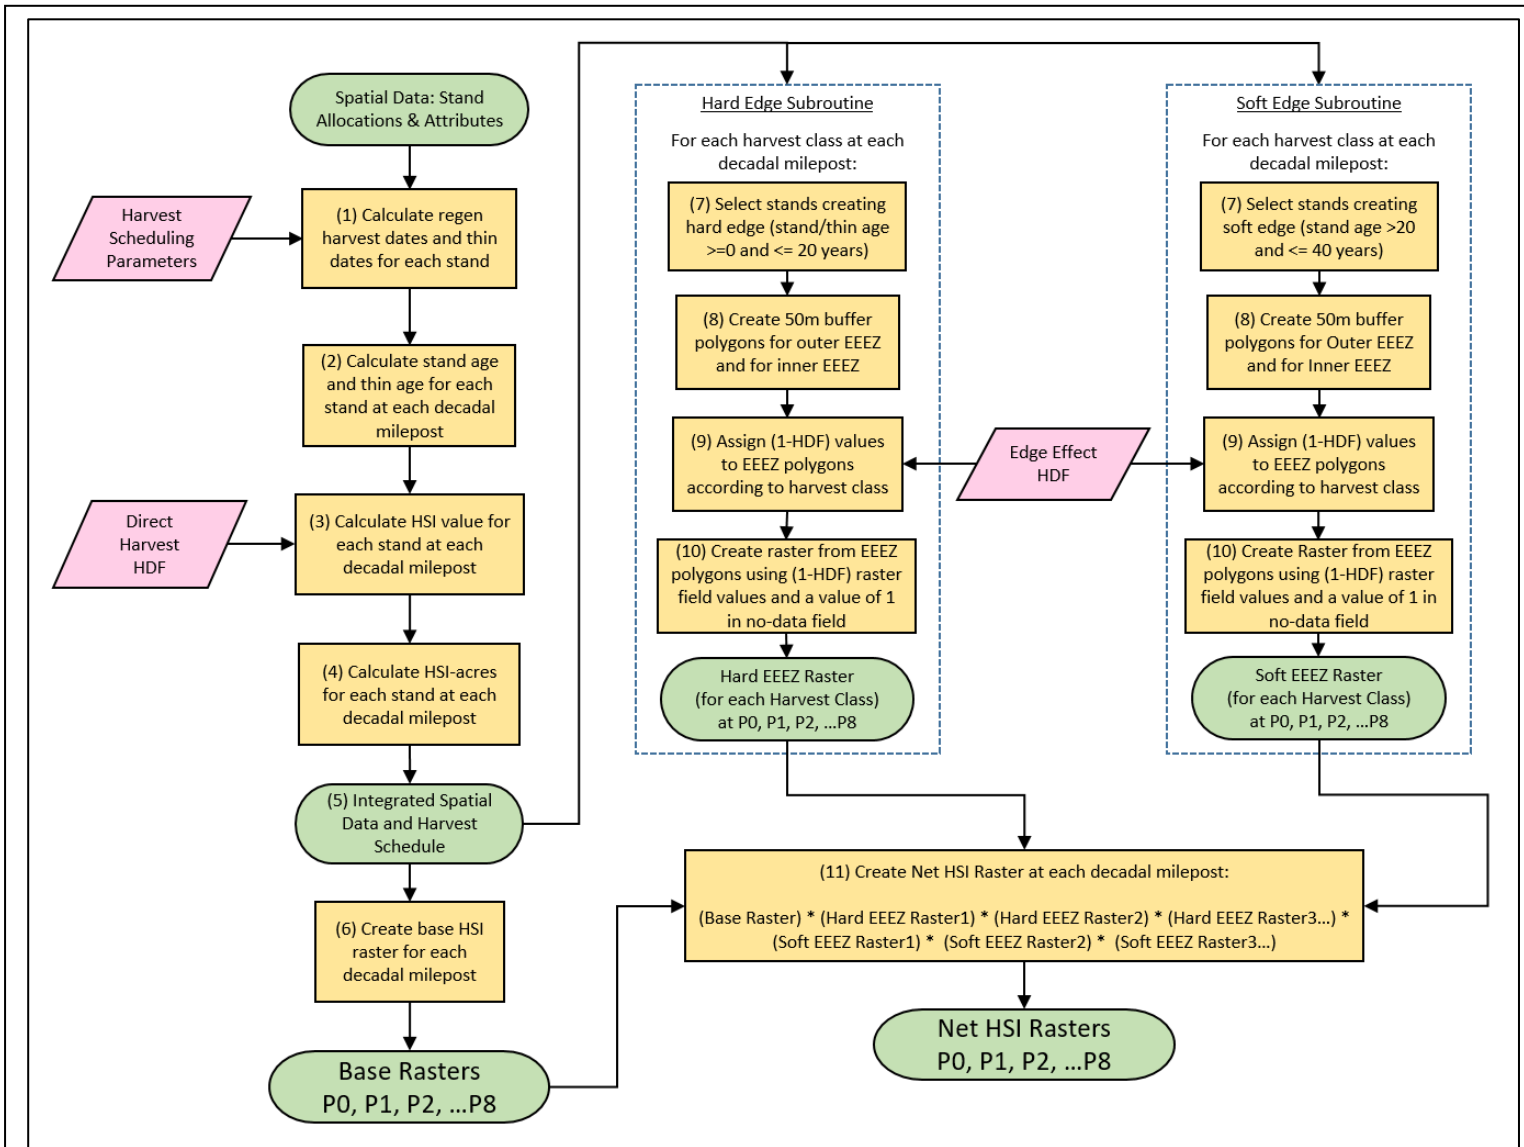 Spatial Data: Stand
Allocations & Attributes
Harvest
Scheduling
Parameters
(1) Calculate regen
harvest dates and thin
dates for each stand
(2) Calculate stand age
and thin age for each
stand at each decadal
milepost
Direct
Harvest
HDF
(3) Calculate HSI value for
each stand at each
decadal milepost
(4) Calculate HSI-acres
for each stand at each
decadal milepost
(5) Integrated Spatial
Data and Harvest
Schedule
(6) Create base HSI
raster for each
decadal milepost
Base Rasters
P0, P1, P2, ...P8
Hard Edge Subroutine
For each harvest class at each
decadal milepost:
(7) Select stands creating
hard edge (stand/thin age
>=0 and <= 20 years)
(8) Create 50m buffer
polygons for outer EEEZ
and for inner EEEZ
(9) Assign (1-HDF) values
to EEEZ polygons
according to harvest class
(10) Create raster from EEEZ
polygons using (1-HDF) raster
field values and a value of 1
in no-data field
Hard EEEZ Raster
(for each Harvest Class)
at P0, P1, P2, ...P8
Edge Effect
HDF
Soft Edge Subroutine
For each harvest class at each
decadal milepost:
(7) Select stands creating
soft edge (stand age >20
and <= 40 years)
(8) Create 50m buffer
polygons for Outer EEEZ
and for Inner EEEZ
(9) Assign (1-HDF) values
to EEEZ polygons
according to harvest class
(10) Create Raster from EEEZ
polygons using (1-HDF) raster
field values and a value of 1 in
no-data field
Soft EEEZ Raster
(for each Harvest Class)
at P0, P1, P2, ...P8
(11) Create Net HSI Raster at each decadal milepost:
(Base Raster) * (Hard EEEZ Raster1) * (Hard EEEZ Raster2) * (Hard EEEZ Raster3...) *
(Soft EEEZ Raster1) * (Soft EEEZ Raster2) * (Soft EEEZ Raster3...)
Net HSI Rasters
P0, P1, P2, ...P8